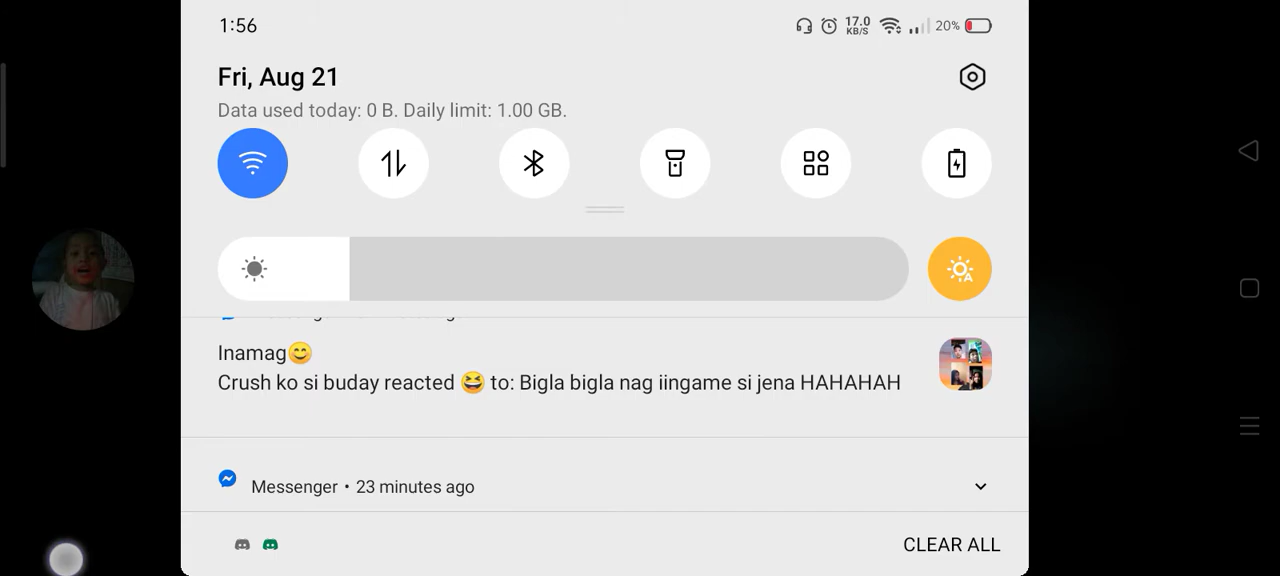 1:56
17.0
KB/S
20%
Fri, Aug 21
Data used today: 0 B. Daily limit: 1.00 GB.
A
Inamag😊
Crush ko si buday reacted 😆 to: Bigla bigla nag iingame si jena HAHAHAH
Messenger • 23 minutes ago
CLEAR ALL